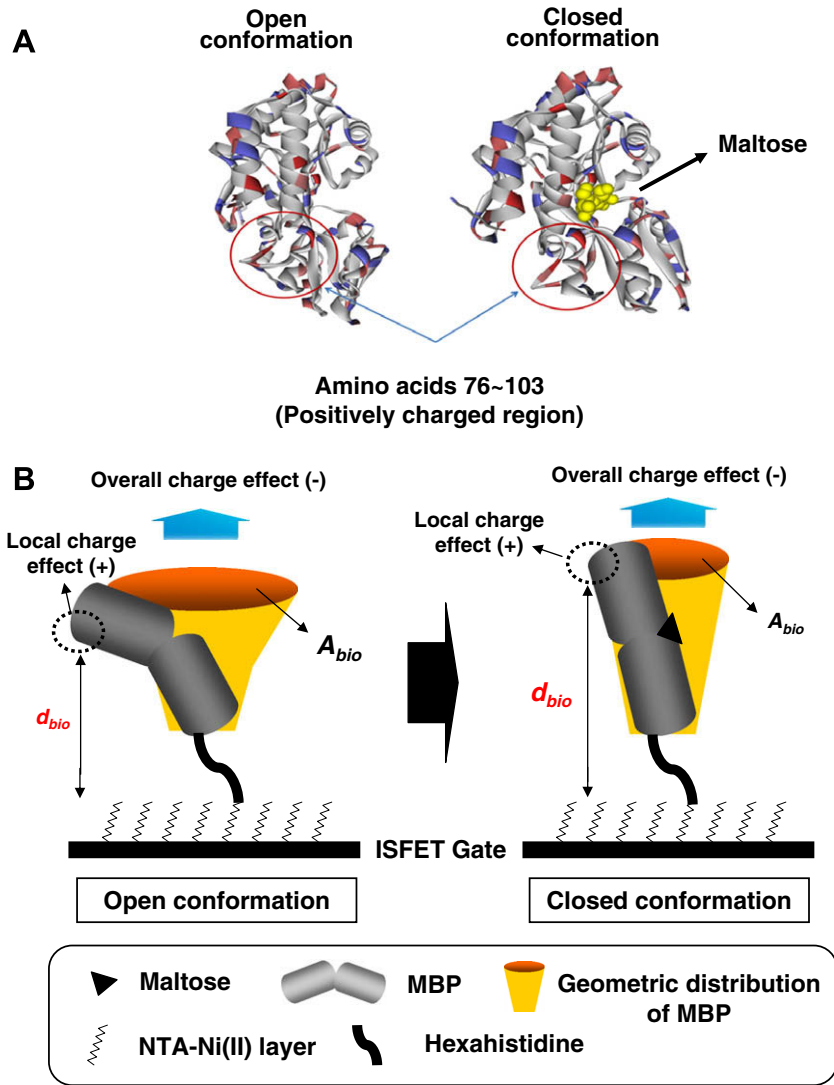 A
Open
conformation
Closed
conformation
Maltose
Amino acids 76~103
(Positively charged region)
B
Overall charge effect (-)
Local charge
effect (+)
A_bio
d_bio
Overall charge effect (-)
Local charge
effect (+)
A_bio
d_bio
ISFET Gate
Open conformation
Closed conformation
Maltose
MBP
Geometric distribution
of MBP
NTA-Ni(II) layer
Hexahistidine